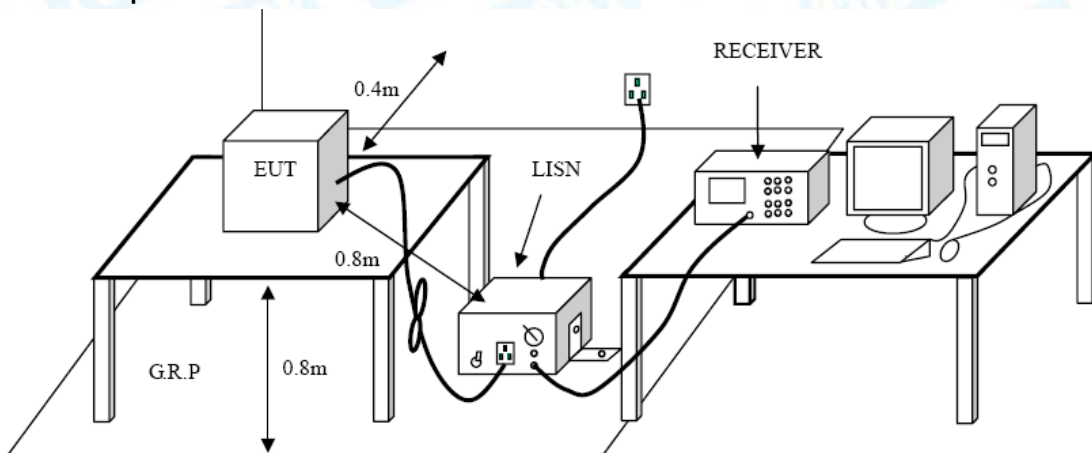 RECEIVER
0.4m
EUT
LISN
0.8m
G.R.P
0.8m